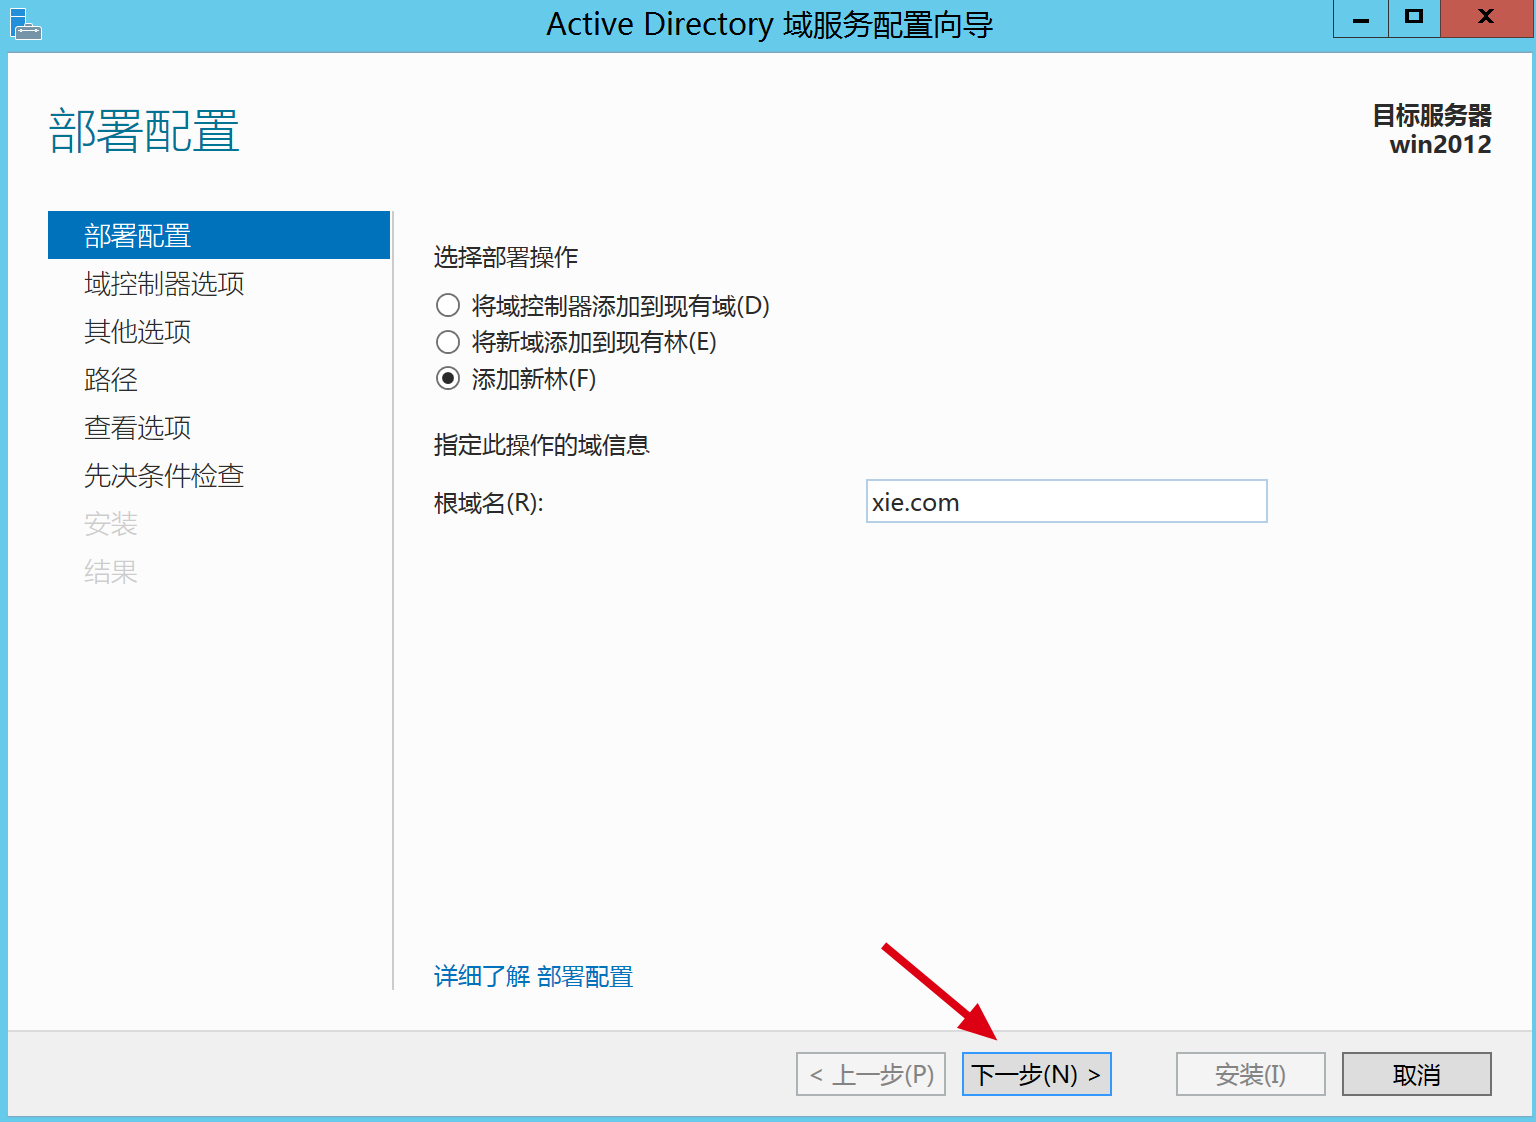 Active Directory 域服务配置向导
部署配置
目标服务器
win2012
部署配置
域控制器选项
其他选项
路径
查看选项
先决条件检查
安装
结果
选择部署操作
将域控制器添加到现有域(D)
将新域添加到现有林(E)
添加新林(F)
指定此操作的域信息
根域名(R):
xie.com
详细了解 部署配置
< 上一步(P)
下一步(N) >
安装(I)
取消